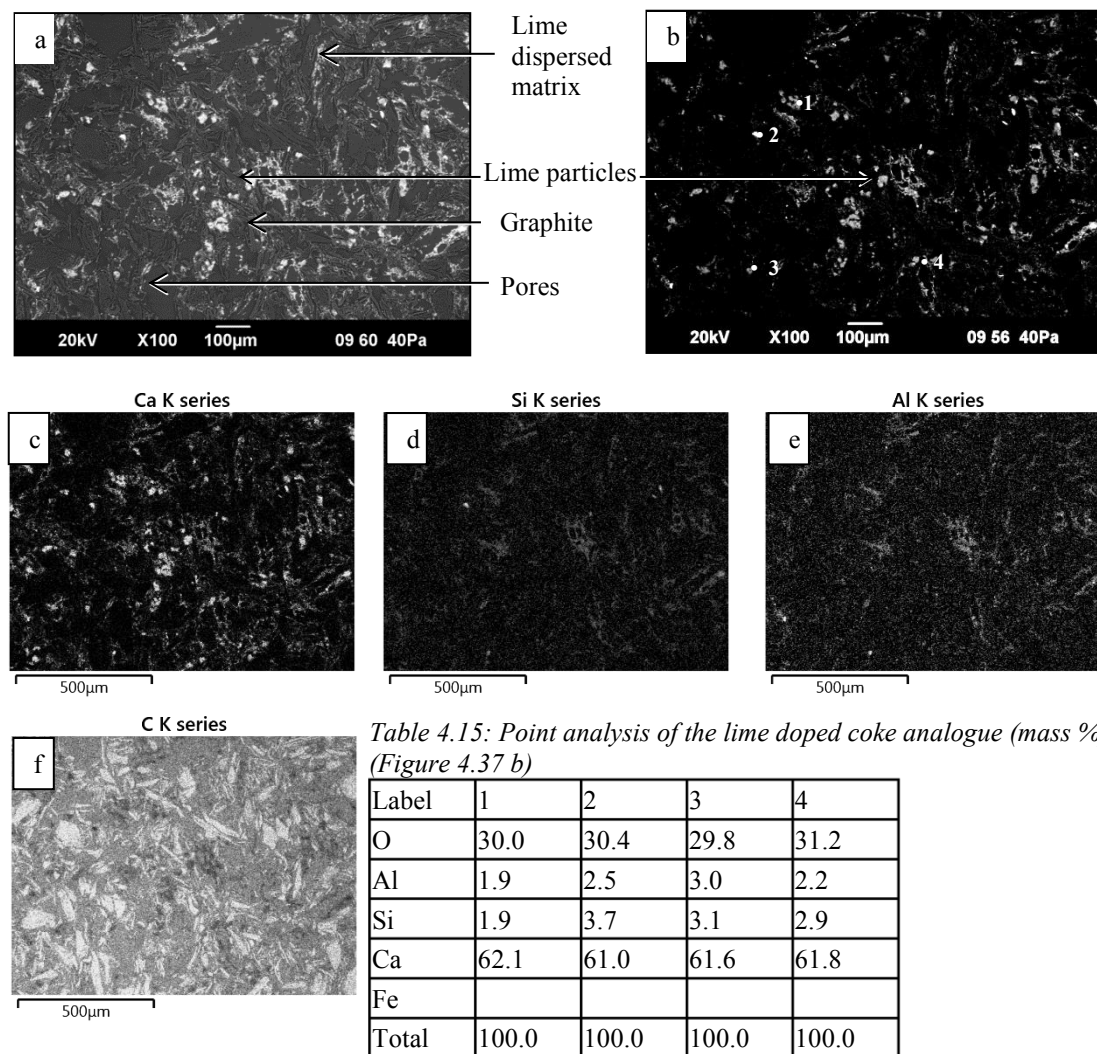 a
Lime
dispersed
matrix
b
1
2
Lime particles
Graphite
3
4
Pores
20kV X100 100µm 09 60 40Pa
20kV X100 100µm 09 56 40Pa
Ca K series
Si K series
Al K series
c
d
e
500µm
500µm
500µm
C K series
f
500µm
Table 4.15: Point analysis of the lime doped coke analogue (mass %
(Figure 4.37 b)
Label 1 2 3 4
O 30.0 30.4 29.8 31.2
Al 1.9 2.5 3.0 2.2
Si 1.9 3.7 3.1 2.9
Ca 62.1 61.0 61.6 61.8
Fe
Total 100.0 100.0 100.0 100.0